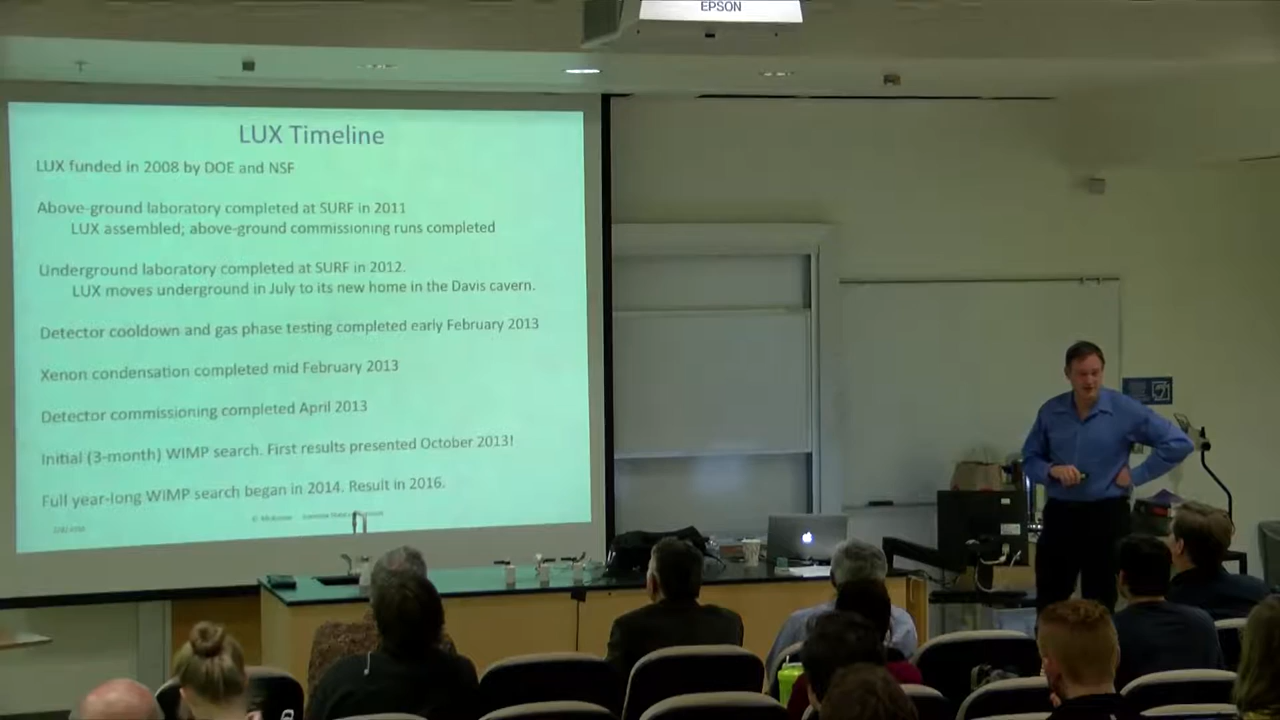 EPSON
LUX Timeline
LUX funded in 2008 by DOE and NSF
Above-ground laboratory completed at SURF in 2011
LUX assembled; above-ground commissioning runs completed
Underground laboratory completed at SURF in 2012.
LUX moves underground in July to its new home in the Davis cavern.
Detector cooldown and gas phase testing completed early February 2013
Xenon condensation completed mid February 2013
Detector commissioning completed April 2013
Initial (3-month) WIMP search. First results presented October 2013!
Full year-long WIMP search began in 2014. Result in 2016.